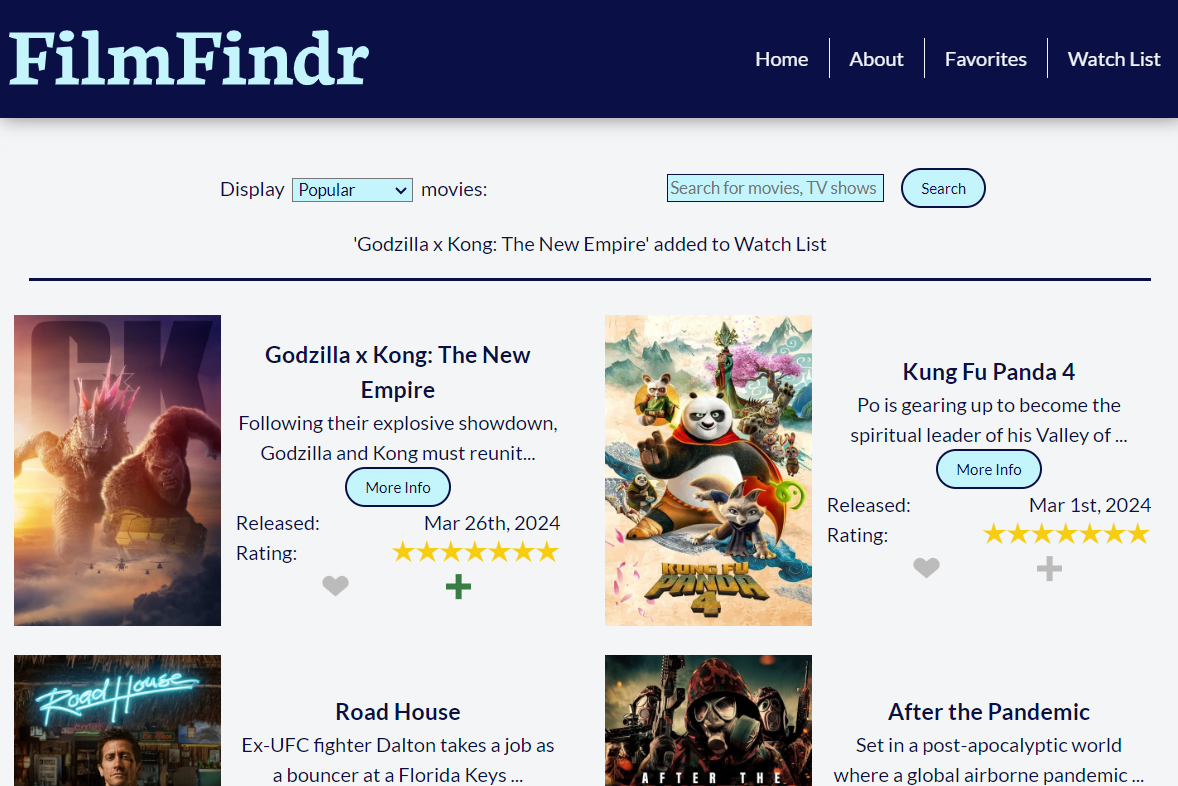 FilmFindr
Home
About
Favorites
Watch List
Display Popular movies:
Search for movies, TV shows
Search
'Godzilla x Kong: The New Empire' added to Watch List
GK
Godzilla x Kong: The New
Empire
Following their explosive showdown,
Godzilla and Kong must reunit...
More Info
Released: Mar 26th, 2024
Rating:
KUNG FU
PANDA
4
Kung Fu Panda 4
Po is gearing up to become the
spiritual leader of his Valley of ...
More Info
Released: Mar 1st, 2024
Rating:
Road House
Road House
Ex-UFC fighter Dalton takes a job as
a bouncer at a Florida Keys ...
AFTER THE
After the Pandemic
Set in a post-apocalyptic world
where a global airborne pandemic ...